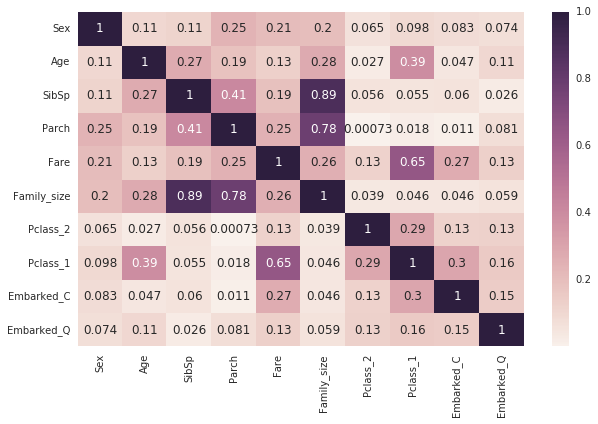 Sex 1 0.11 0.11 0.25 0.21 0.2 0.065 0.098 0.083 0.074
Age 0.11 1 0.27 0.19 0.13 0.28 0.027 0.39 0.047 0.11
SibSp 0.11 0.27 1 0.41 0.19 0.89 0.056 0.055 0.06 0.026
Parch 0.25 0.19 0.41 1 0.25 0.78 0.00073 0.018 0.011 0.081
Fare 0.21 0.13 0.19 0.25 1 0.26 0.13 0.65 0.27 0.13
Family_size 0.2 0.28 0.89 0.78 0.26 1 0.039 0.046 0.046 0.059
Pclass_2 0.065 0.027 0.056 0.00073 0.13 0.039 1 0.29 0.13 0.13
Pclass_1 0.098 0.39 0.055 0.018 0.65 0.046 0.29 1 0.3 0.16
Embarked_C 0.083 0.047 0.06 0.011 0.27 0.046 0.13 0.3 1 0.15
Embarked_Q 0.074 0.11 0.026 0.081 0.13 0.059 0.13 0.16 0.15 1
Sex Age SibSp Parch Fare Family_size Pclass_2 Pclass_1 Embarked_C Embarked_Q
1.0
0.8
0.6
0.4
0.2